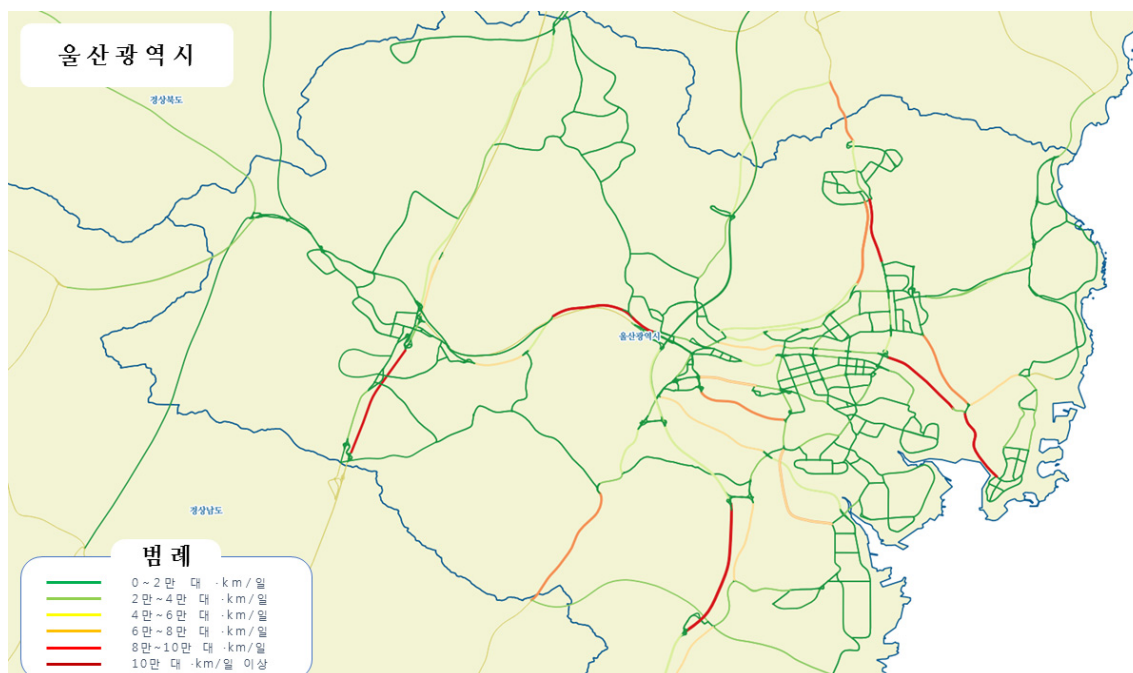 울산광역시
경상북도
울산광역시
경상남도
범례
0~2만 대 ·km/일
2만~4만 대 ·km/일
4만~6만 대 ·km/일
6만~8만 대 ·km/일
8만~10만 대 ·km/일
10만 대 ·km/일 이상